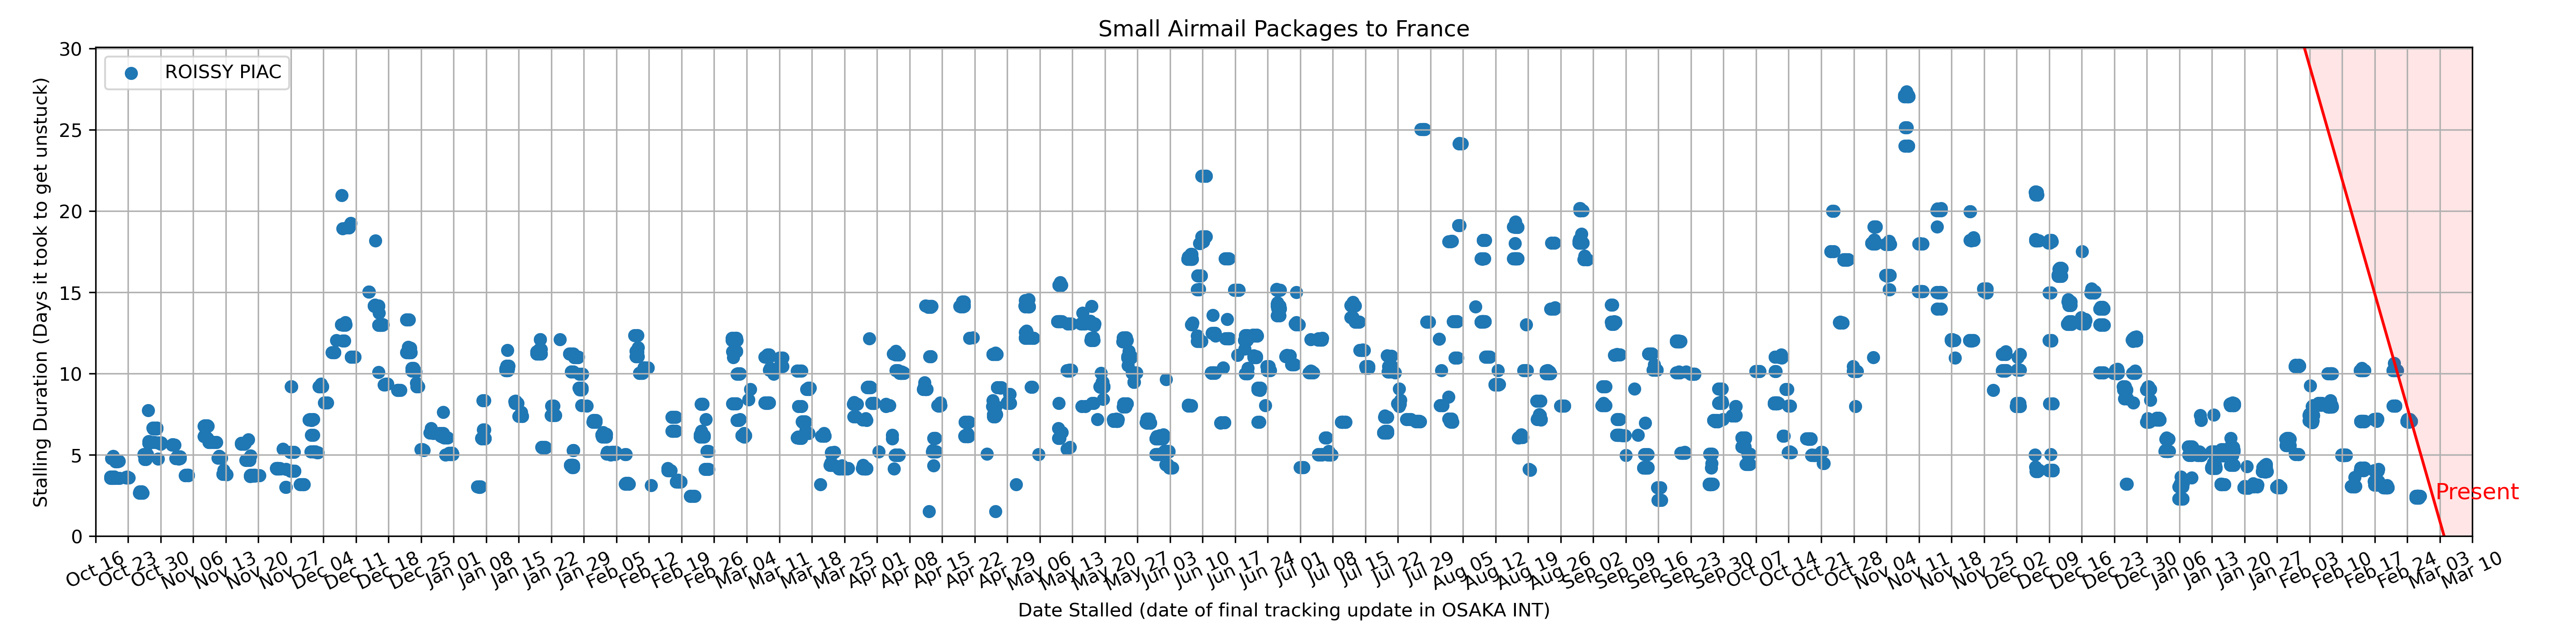 Small Airmail Packages to France
ROISSY PIAC
Stalling Duration (Days it took to get unstuck)
30
25
20
15
10
5
0
Present
Oct 16 Oct 23 Oct 30 Nov 06 Nov 13 Nov 20 Nov 27 Dec 04 Dec 11 Dec 18 Dec 25 Jan 01 Jan 08 Jan 15 Jan 22 Jan 29 Feb 05 Feb 12 Feb 19 Feb 26 Mar 04 Mar 11 Mar 18 Mar 25 Apr 01 Apr 08 Apr 15 Apr 22 Apr 29 May 06 May 13 May 20 May 27 Jun 03 Jun 10 Jun 17 Jun 24 Jul 01 Jul 08 Jul 15 Jul 22 Jul 29 Aug 05 Aug 12 Aug 19 Aug 26 Sep 02 Sep 09 Sep 16 Sep 23 Sep 30 Oct 07 Oct 14 Oct 21 Oct 28 Nov 04 Nov 11 Nov 18 Nov 25 Dec 02 Dec 09 Dec 16 Dec 23 Dec 30 Jan 06 Jan 13 Jan 20 Jan 27 Feb 03 Feb 10 Feb 17 Feb 24 Mar 03 Mar 10
Date Stalled (date of final tracking update in OSAKA INT)